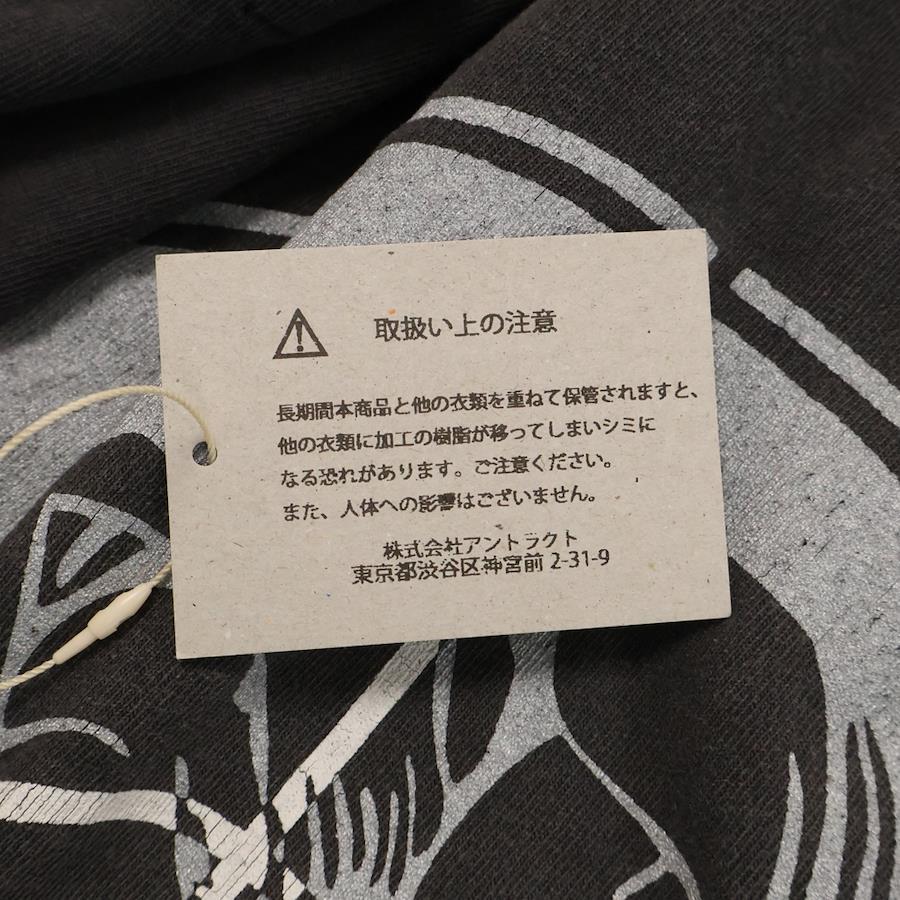 取扱い上の注意
長期間本商品と他の衣類を重ねて保管されますと、
他の衣類に加工の樹脂が移ってしまいシミに
なる恐れがあります。ご注意ください。
また、人体への影響はございません。
株式会社アントラクト
東京都渋谷区神宮前 2-31-9